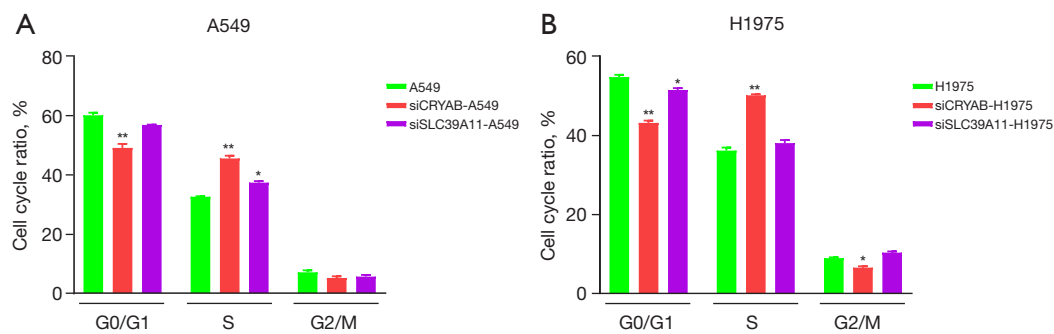 A
A549
Cell cycle ratio, %
80
60
40
20
0
**
**
*
G0/G1
S
G2/M
A549
siCRYAB-A549
siSLC39A11-A549
B
H1975
Cell cycle ratio, %
60
40
20
0
**
*
**
*
G0/G1
S
G2/M
H1975
siCRYAB-H1975
siSLC39A11-H1975